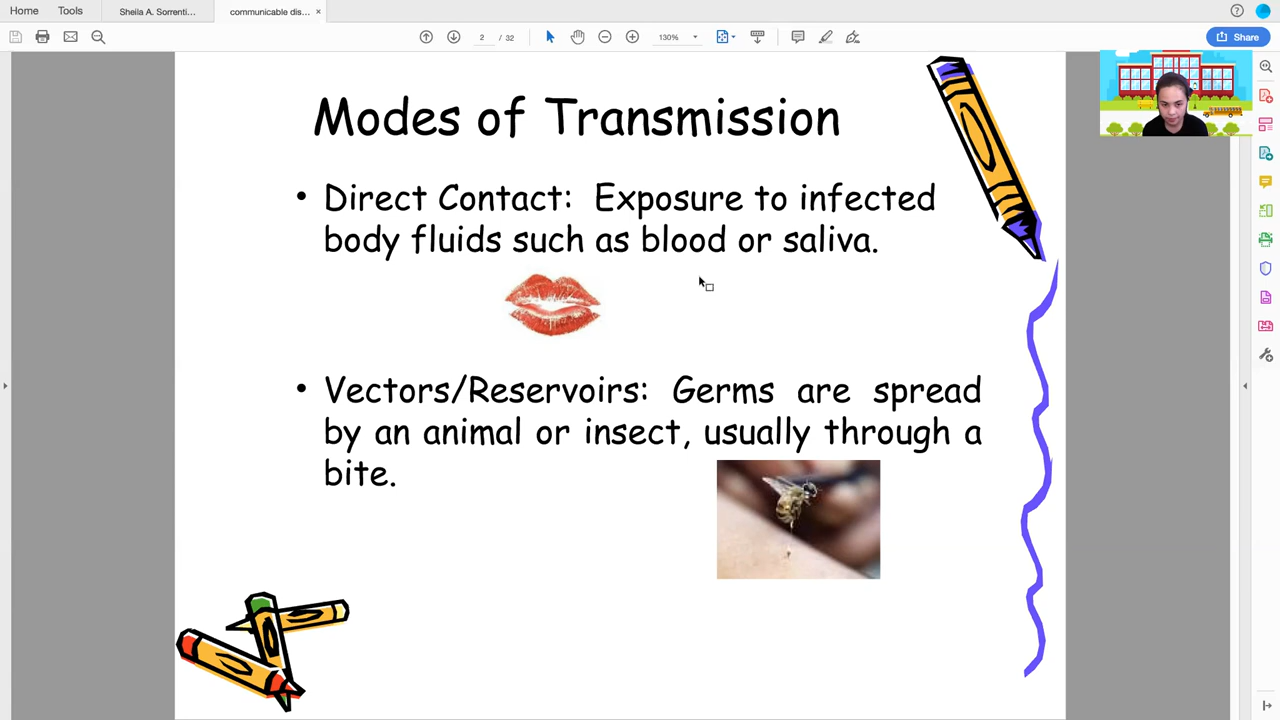 Home
Tools
Sheila A. Sorrenti...
communicable dis...
2 / 32
130%
Share
Modes of Transmission
• Direct Contact: Exposure to infected
body fluids such as blood or saliva.
• Vectors/Reservoirs: Germs are spread
by an animal or insect, usually through a
bite.